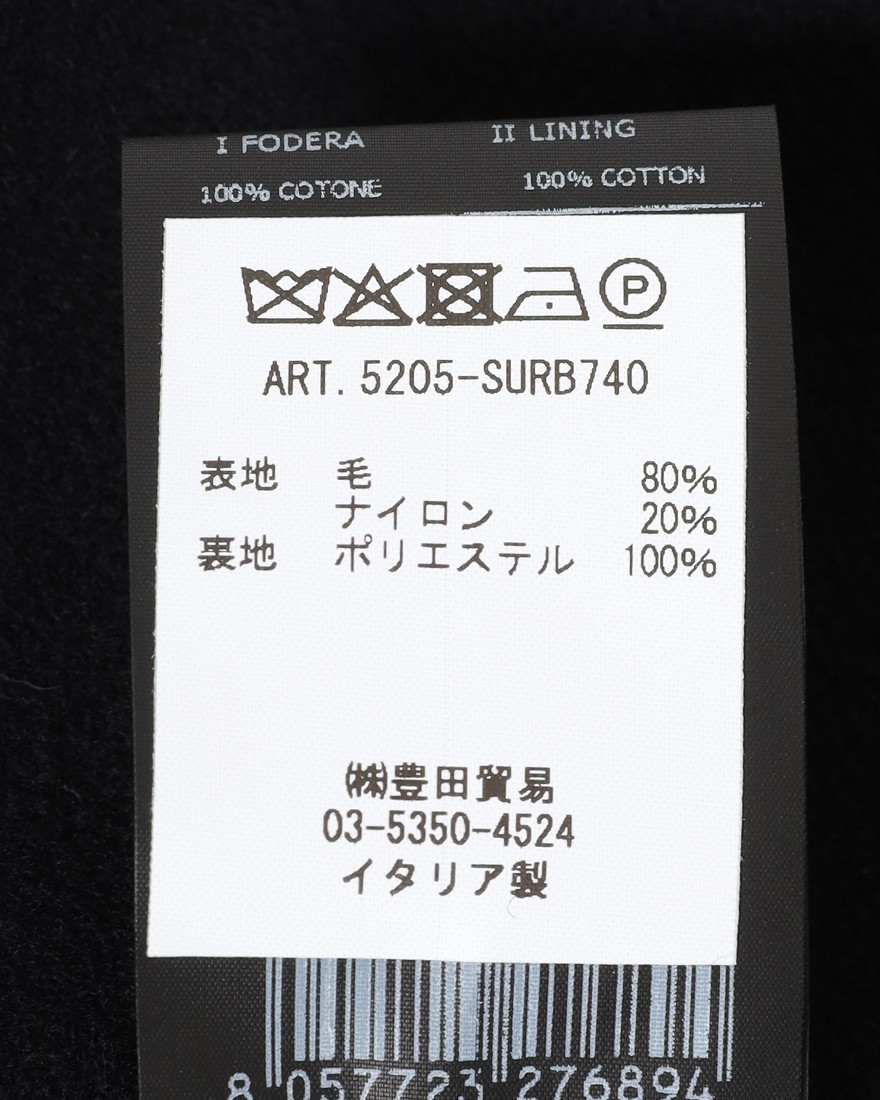 I FODERA II LINING
100% COTONE 100% COTTON
P
ART. 5205-SURB740
表地 毛 80%
ナイロン 20%
裏地 ポリエステル 100%
㈱豊田貿易
03-5350-4524
イタリア製
8 057723 276894